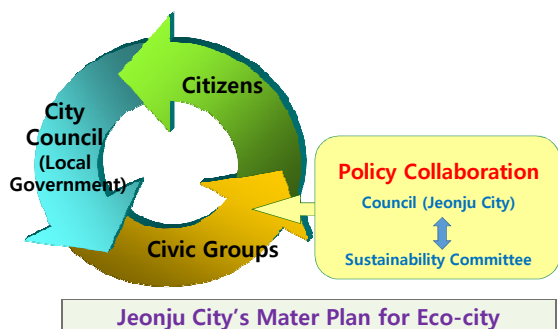 Citizens
City
Council
(Local
Government)
Civic Groups
Policy Collaboration
Council (Jeonju City)
Sustainability Committee
Jeonju City's Mater Plan for Eco-city